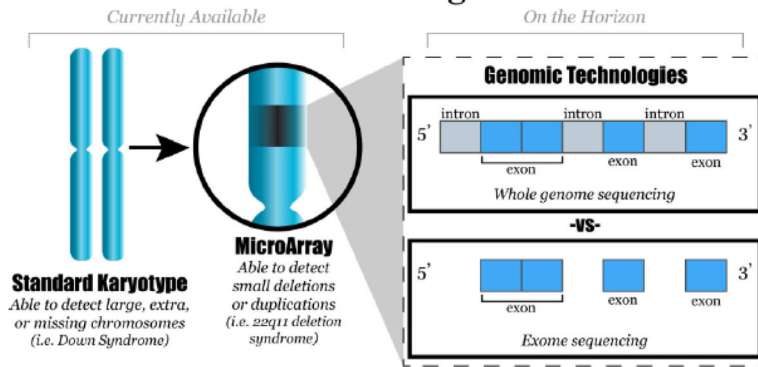 Currently Available
On the Horizon
Genomic Technologies
intron intron intron
5' 3'
exon exon exon
Whole genome sequencing
-VS-
5' 3'
exon exon exon
Exome sequencing
Standard Karyotype
Able to detect large, extra,
or missing chromosomes
(i.e. Down Syndrome)
MicroArray
Able to detect
small deletions
or duplications
(i.e. 22q11 deletion
syndrome)